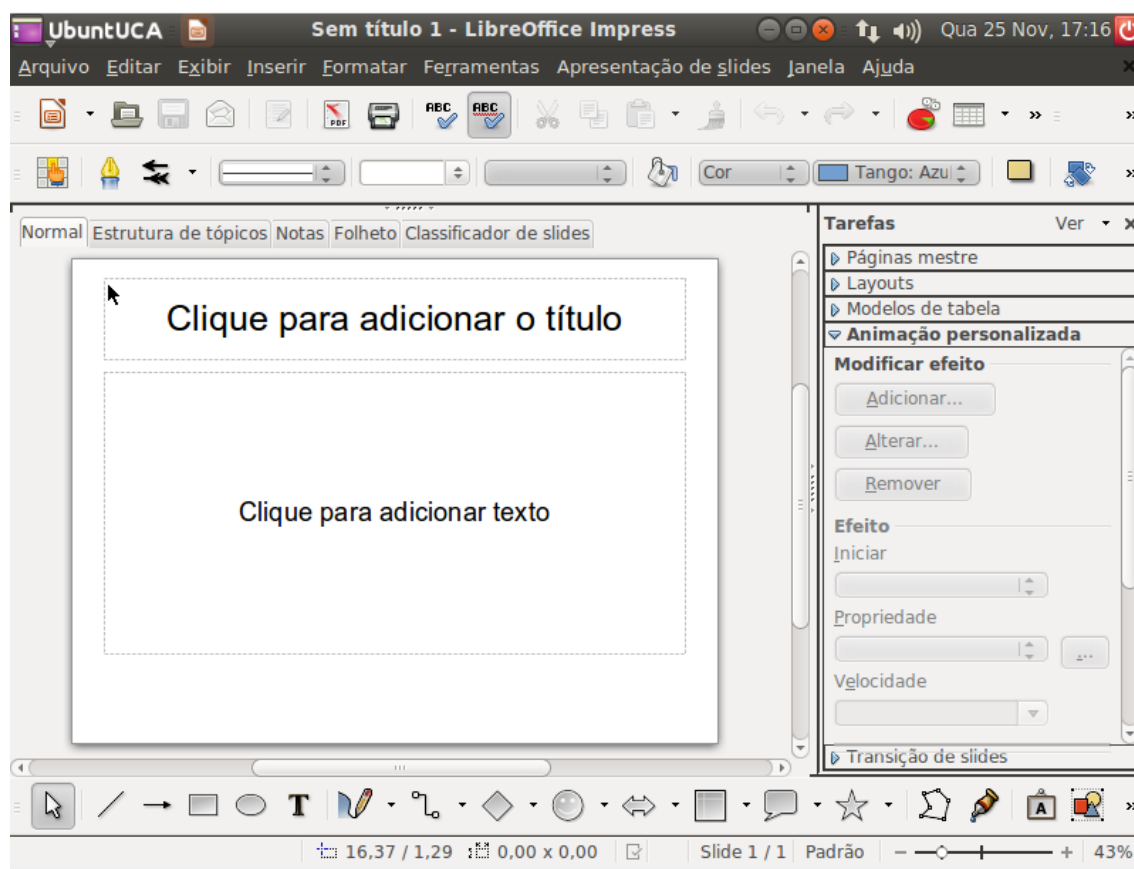 UbuntUCA Sem título 1 - LibreOffice Impress Qua 25 Nov, 17:16
Arquivo Editar Exibir Inserir Formatar Ferramentas Apresentação de slides Janela Ajuda
PDF ABC ABC
Cor Tango: Azul
Normal Estrutura de tópicos Notas Folheto Classificador de slides
Tarefas Ver
Páginas mestre
Layouts
Modelos de tabela
Animação personalizada
Modificar efeito
Adicionar...
Alterar...
Remover
Efeito
Iniciar
Propriedade
...
Velocidade
Transição de slides
Clique para adicionar o título
Clique para adicionar texto
T A
16,37 / 1,29 0,00 x 0,00 Slide 1 / 1 Padrão 43%